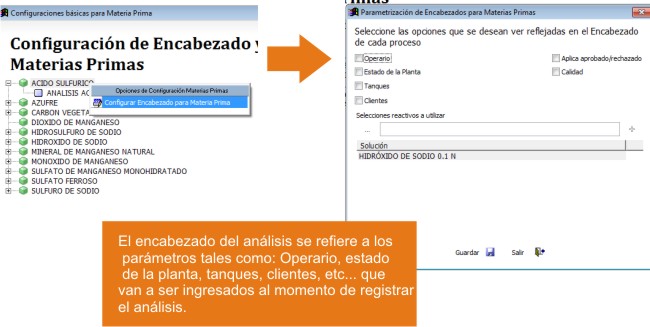 Configuraciones básicas para Materia Prima
Configuración de Encabezado y
Materias Primas
ACIDO SULFURICO
ANALISIS AC
Opciones de Configuración Materias Primas
Configurar Encabezado para Materia Prima
AZUFRE
CARBON VEGETA
DIOXIDO DE MANGANESO
HIDROSULFURO DE SODIO
HIDROXIDO DE SODIO
MINERAL DE MANGANESO NATURAL
MONOXIDO DE MANGANESO
SULFATO DE MANGANESO MONOHIDRATADO
SULFATO FERROSO
SULFURO DE SODIO
Parametrización de Encabezados para Materias Primas
Seleccione las opciones que se desean ver reflejadas en el Encabezado
de cada proceso
Operario
Aplica aprobado/rechazado
Estado de la Planta
Calidad
Tanques
Clientes
Selecciones reactivos a utilizar
...
Solución
HIDRÓXIDO DE SODIO 0.1 N
Guardar
Salir
El encabezado del análisis se refiere a los
parámetros tales como: Operario, estado
de la planta, tanques, clientes, etc... que
van a ser ingresados al momento de registrar
el análisis.